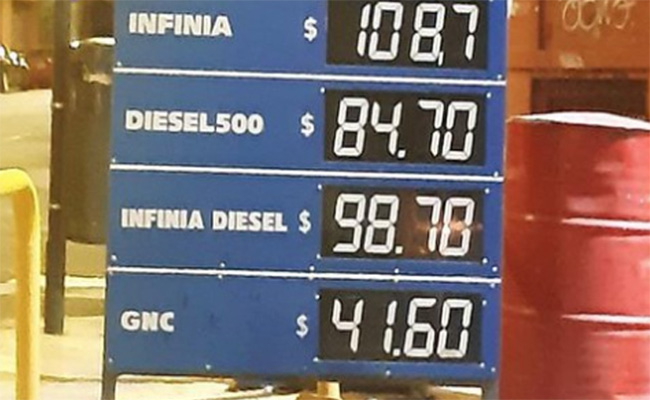 INFINIA $ 108,7
DIESEL500 $ 84.70
INFINIA DIESEL $ 98.70
GNC $ 41.60